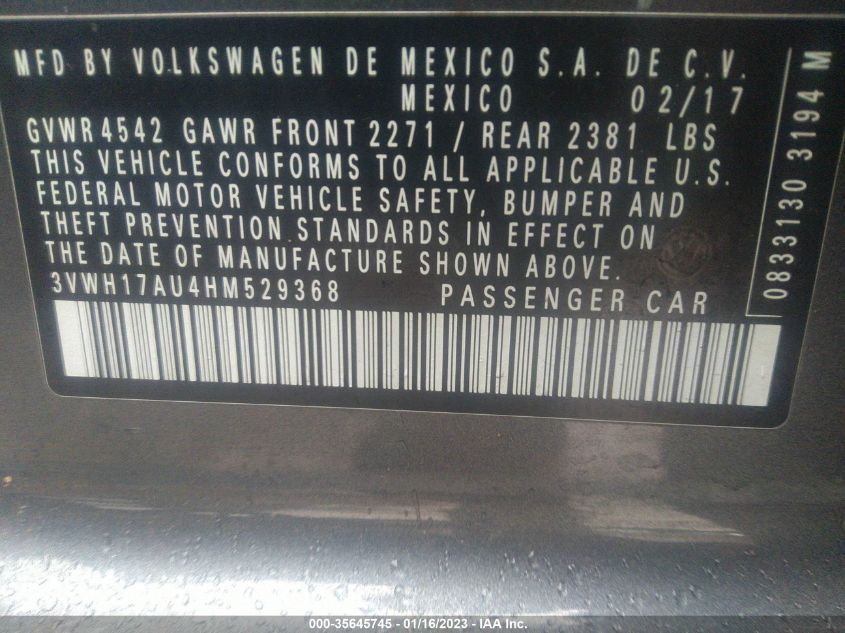 MFD BY VOLKSWAGEN DE MEXICO S.A. DE C.V.
MEXICO 02/17
GVWR 4542 GAWR FRONT 2271 / REAR 2381 LBS
THIS VEHICLE CONFORMS TO ALL APPLICABLE U.S.
FEDERAL MOTOR VEHICLE SAFETY, BUMPER AND
THEFT PREVENTION STANDARDS IN EFFECT ON
THE DATE OF MANUFACTURE SHOWN ABOVE.
3VWH17AU4HM529368 PASSENGER CAR
0833130 3194 M
000-35645745 - 01/16/2023 - IAA Inc.